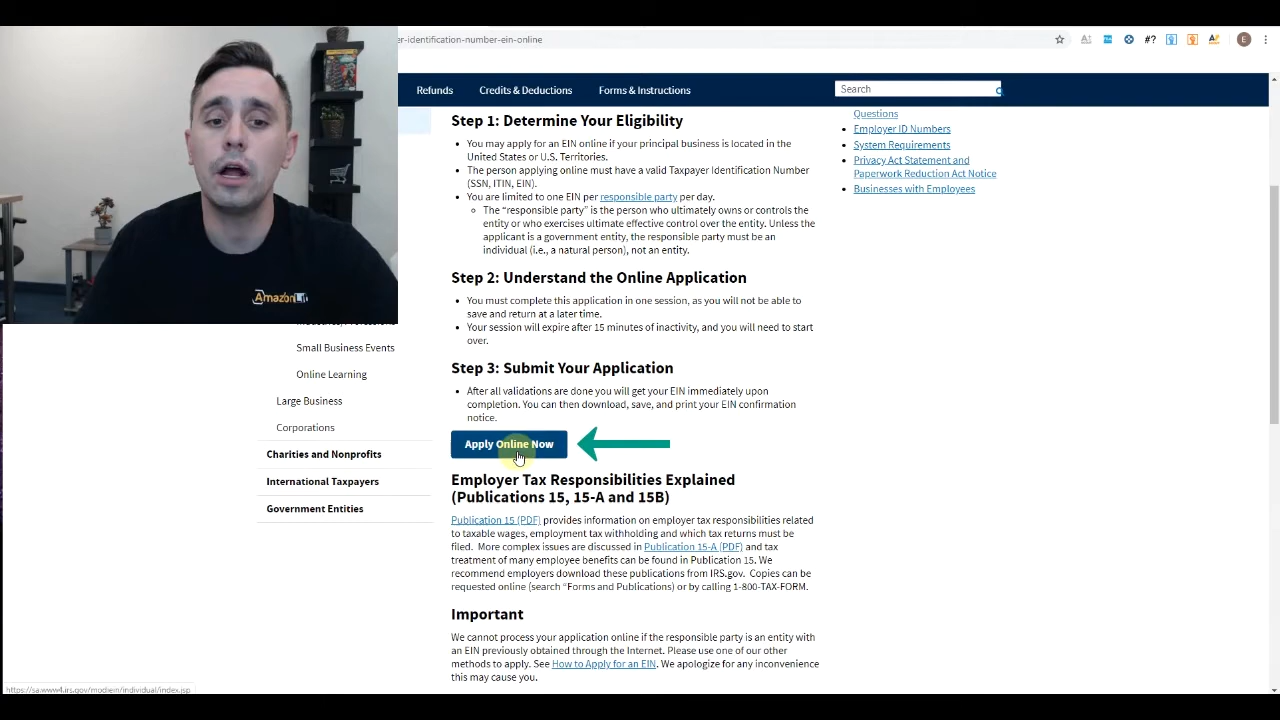 er-identification-number-ein-online
#?
E
Refunds
Credits & Deductions
Forms & Instructions
Search
Step 1: Determine Your Eligibility
You may apply for an EIN online if your principal business is located in the
United States or U.S. Territories.
The person applying online must have a valid Taxpayer Identification Number
(SSN, ITIN, EIN).
You are limited to one EIN per responsible party per day.
The "responsible party" is the person who ultimately owns or controls the
entity or who exercises ultimate effective control over the entity. Unless the
applicant is a government entity, the responsible party must be an
individual (i.e., a natural person), not an entity.
Step 2: Understand the Online Application
You must complete this application in one session, as you will not be able to
save and return at a later time.
Your session will expire after 15 minutes of inactivity, and you will need to start
over.
Step 3: Submit Your Application
After all validations are done you will get your EIN immediately upon
completion. You can then download, save, and print your EIN confirmation
notice.
Apply Online Now
Employer Tax Responsibilities Explained
(Publications 15, 15-A and 15B)
Publication 15 (PDF) provides information on employer tax responsibilities related
to taxable wages, employment tax withholding and which tax returns must be
filed. More complex issues are discussed in Publication 15-A (PDF) and tax
treatment of many employee benefits can be found in Publication 15. We
recommend employers download these publications from IRS.gov. Copies can be
requested online (search "Forms and Publications) or by calling 1-800-TAX-FORM.
Important
We cannot process your application online if the responsible party is an entity with
an EIN previously obtained through the Internet. Please use one of our other
methods to apply. See How to Apply for an EIN. We apologize for any inconvenience
this may cause you.
Questions
Employer ID Numbers
System Requirements
Privacy Act Statement and
Paperwork Reduction Act Notice
Businesses with Employees
Small Business Events
Online Learning
Large Business
Corporations
Charities and Nonprofits
International Taxpayers
Government Entities
https://sa.www4.irs.gov/modiein/individual/index.jsp